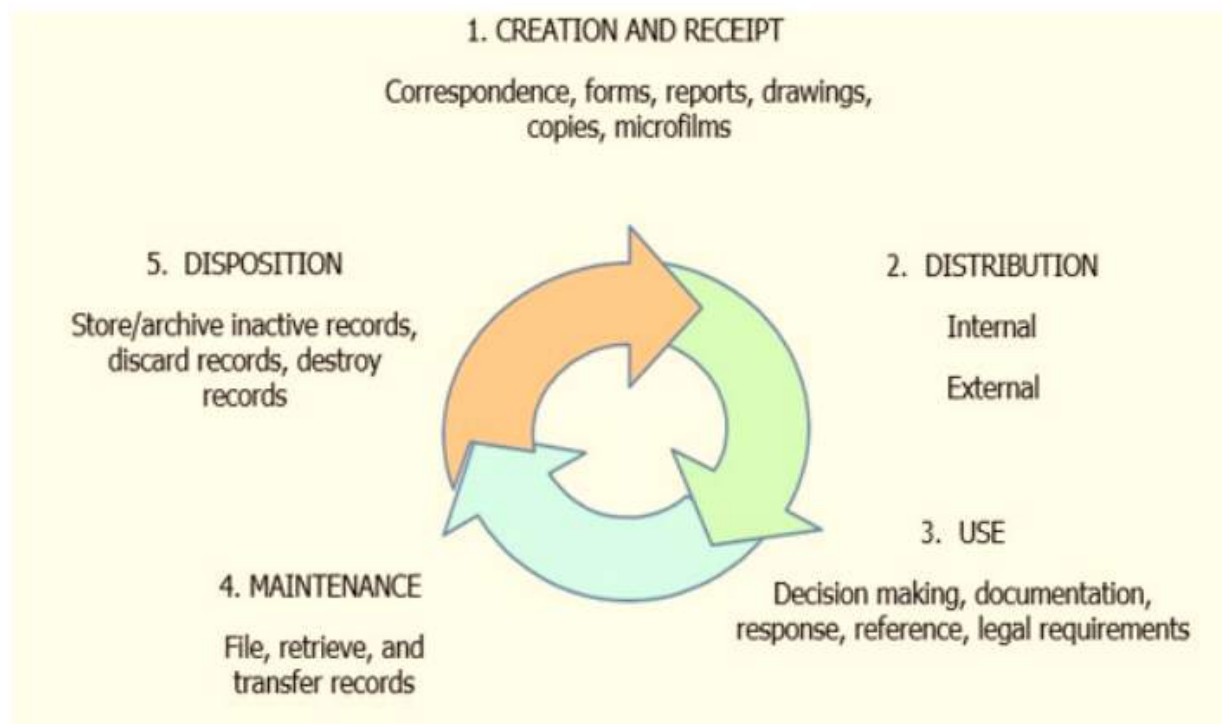 1. CREATION AND RECEIPT
Correspondence, forms, reports, drawings,
copies, microfilms
2. DISTRIBUTION
Internal
External
3. USE
Decision making, documentation,
response, reference, legal requirements
4. MAINTENANCE
File, retrieve, and
transfer records
5. DISPOSITION
Store/archive inactive records,
discard records, destroy
records